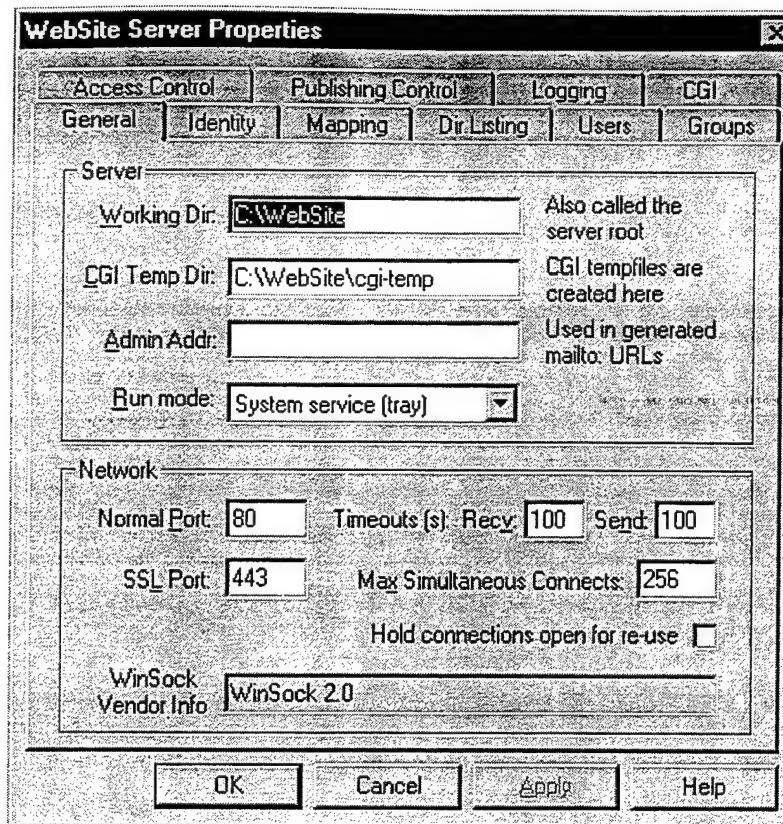 WebSite Server Properties
Access Control Publishing Control Logging CGI
General Identity Mapping Dir Listing Users Groups
Server
Working Dir: C:\WebSite Also called the
server root
CGI Temp Dir: C:\WebSite\cgi-temp CGI tempfiles are
created here
Admin Addr: Used in generated
mailto: URLs
Run mode: System service (tray)
Network
Normal Port: 80 Timeouts (s): Recv: 100 Send: 100
SSL Port: 443 Max Simultaneous Connects: 256
Hold connections open for re-use
WinSock
Vendor Info WinSock 2.0
OK Cancel Apply Help